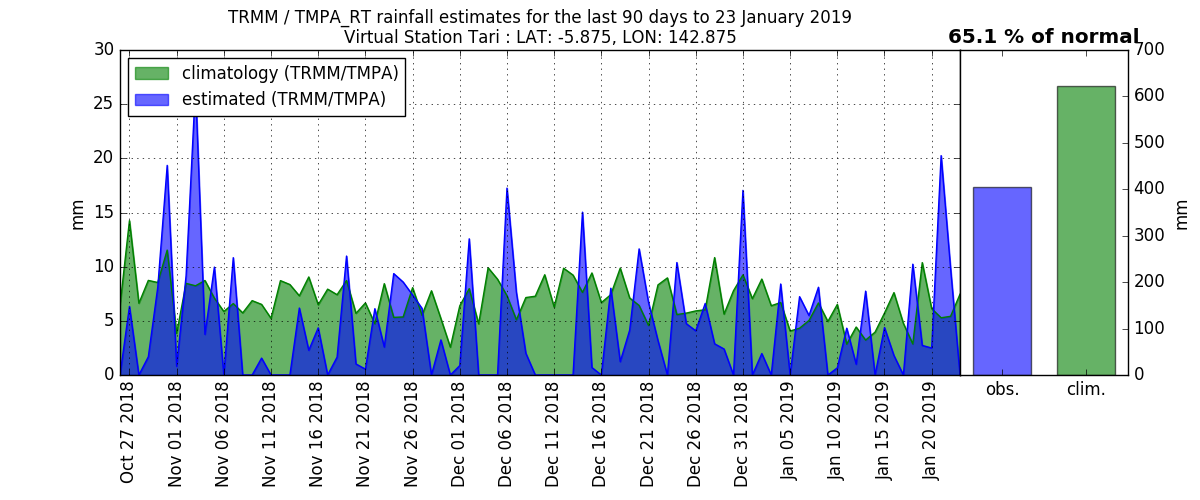 TRMM / TMPA_RT rainfall estimates for the last 90 days to 23 January 2019
Virtual Station Tari : LAT: -5.875, LON: 142.875
65.1 % of normal
climatology (TRMM/TMPA)
estimated (TRMM/TMPA)
mm
30
25
20
15
10
5
0
Oct 27 2018
Nov 01 2018
Nov 06 2018
Nov 11 2018
Nov 16 2018
Nov 21 2018
Nov 26 2018
Dec 01 2018
Dec 06 2018
Dec 11 2018
Dec 16 2018
Dec 21 2018
Dec 26 2018
Dec 31 2018
Jan 05 2019
Jan 10 2019
Jan 15 2019
Jan 20 2019
700
600
500
400
300
200
100
0
mm
obs.
clim.